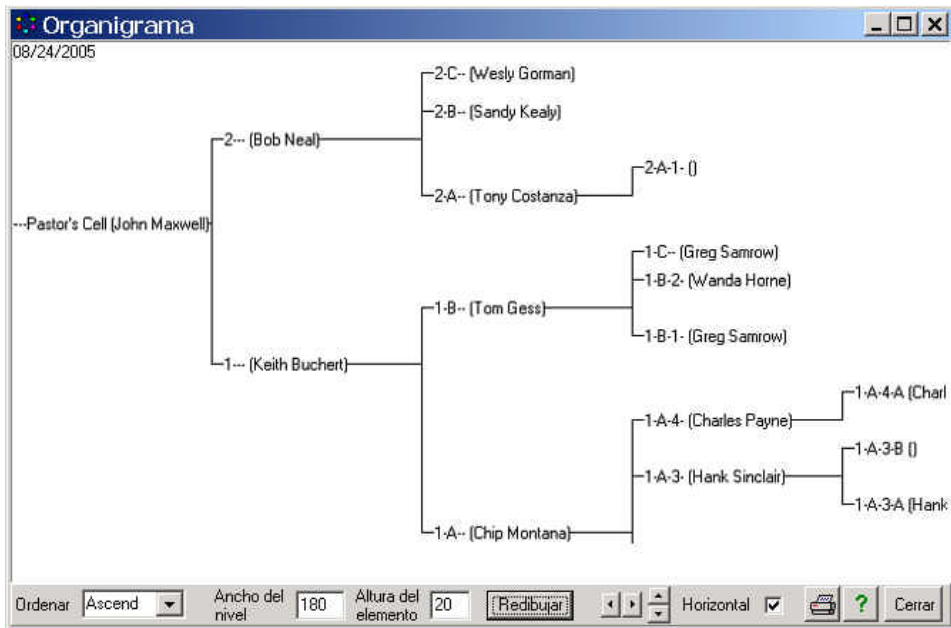 Organigrama
08/24/2005
2-C-- (Wesly Gorman)
2-B-- (Sandy Kealy)
2--- (Bob Neal)
2-A-1- ()
2-A-- (Tony Costanza)
---Pastor's Cell (John Maxwell)
1-C-- (Greg Samrow)
1-B-2- (Wanda Horne)
1-B-- (Tom Gess)
1-B-1- (Greg Samrow)
1--- (Keith Buchert)
1-A-4-A (Charl
1-A-4- (Charles Payne)
1-A-3-B ()
1-A-3- (Hank Sinclair)
1-A-3-A (Hank
1-A-- (Chip Montana)
Ordenar Ascend Ancho del nivel 180 Altura del elemento 20 Redibujar Horizontal ? Cerrar